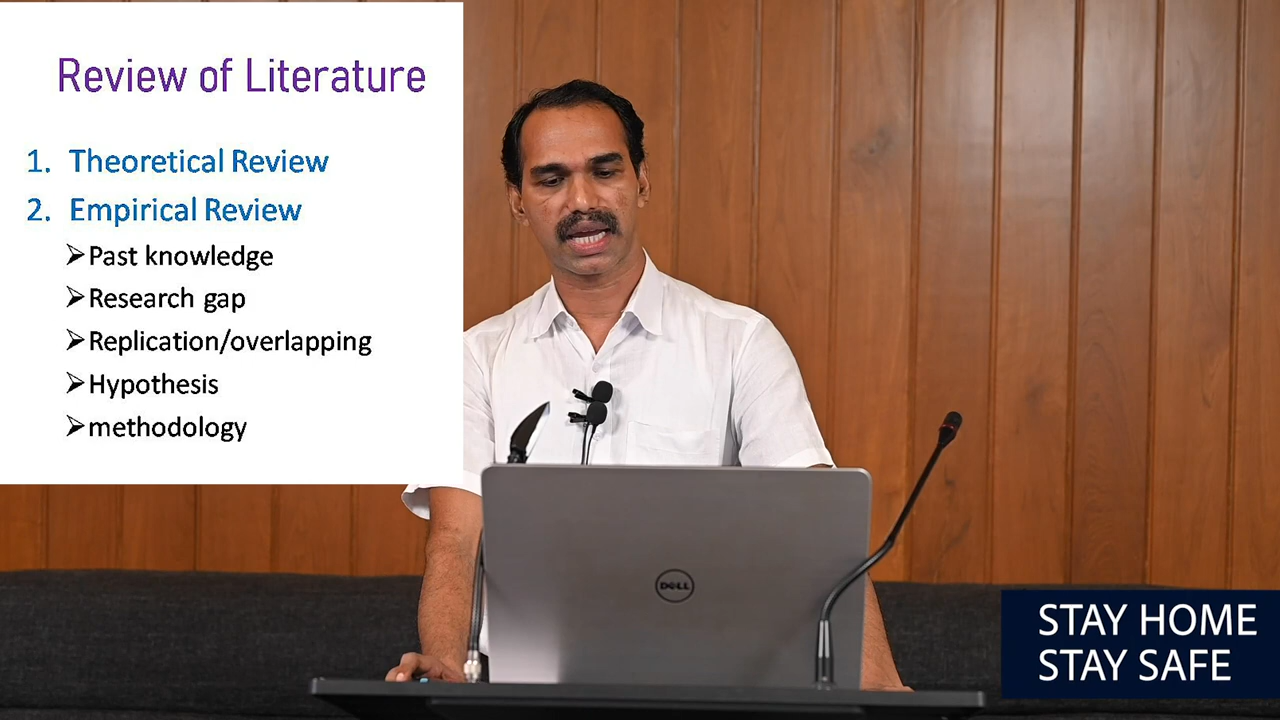 Review of Literature
1. Theoretical Review
2. Empirical Review
➢Past knowledge
➢Research gap
➢Replication/overlapping
➢Hypothesis
➢methodology
DELL
STAY HOME
STAY SAFE